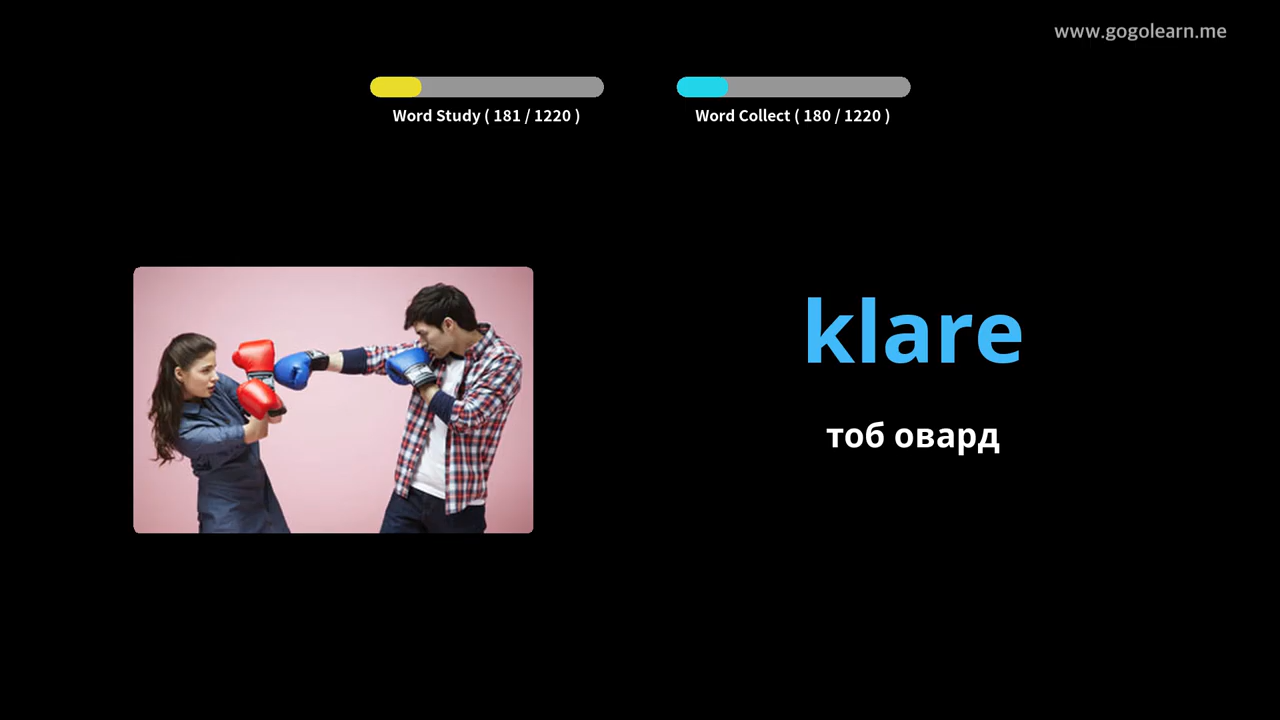 www.gogolearn.me
Word Study ( 181 / 1220 )
Word Collect ( 180 / 1220 )
klare
тоб овард